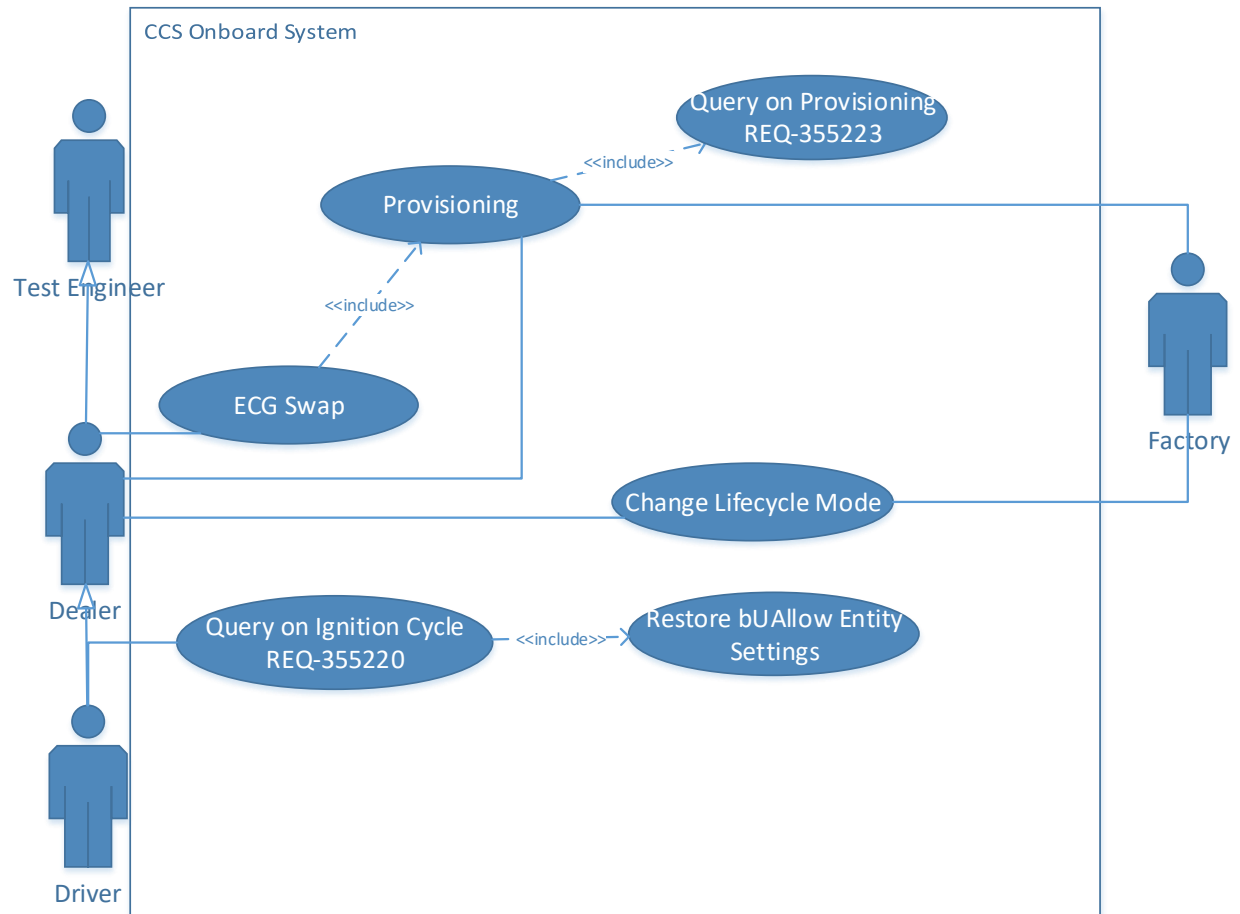 CCS Onboard System
Query on Provisioning
REQ-355223
<<include>>
Provisioning
Test Engineer
<<include>>
ECG Swap
Factory
Change Lifecycle Mode
Dealer
Query on Ignition Cycle
REQ-355220
<<include>>
Restore bUAllow Entity
Settings
Driver